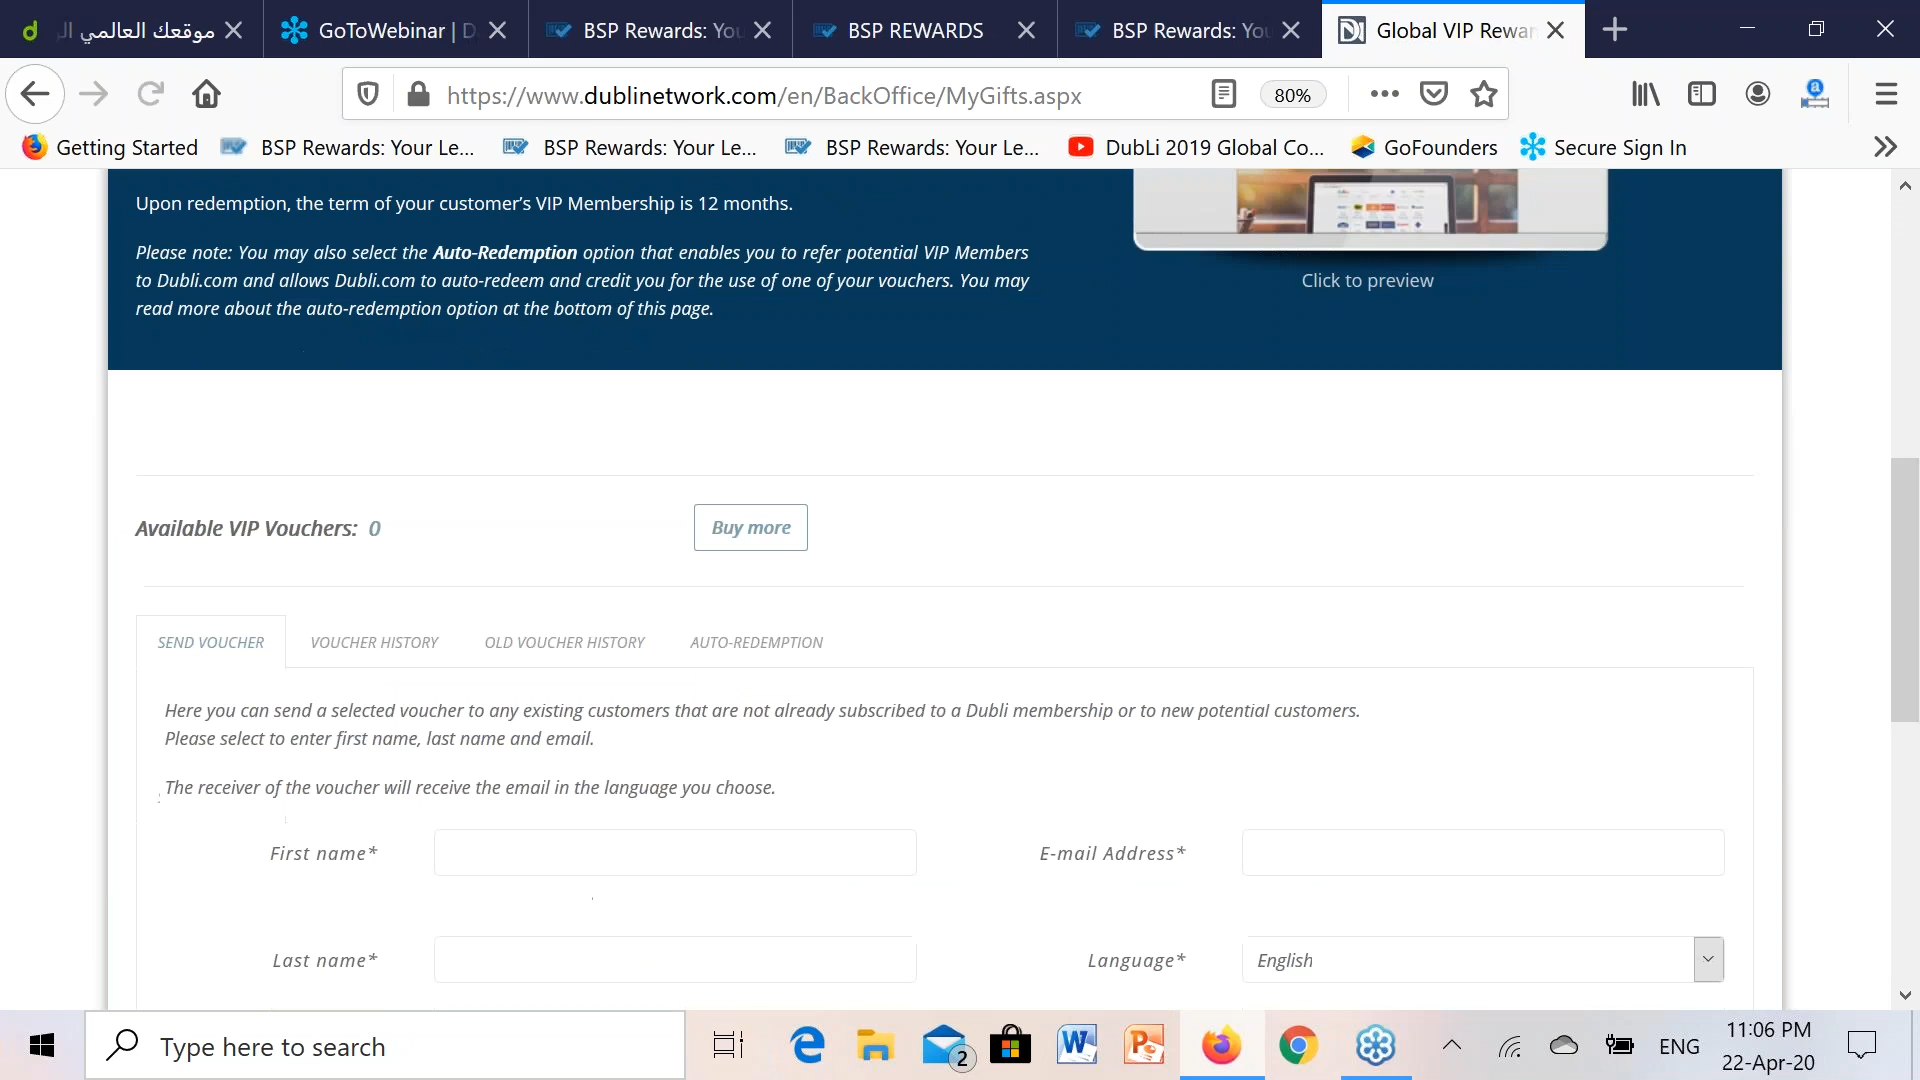 موقعك العالمي الر
GoToWebinar | D
BSP Rewards: You
BSP REWARDS
BSP Rewards: You
Global VIP Rewar
https://www.dublinetwork.com/en/BackOffice/MyGifts.aspx
80%
Getting Started
BSP Rewards: Your Le...
BSP Rewards: Your Le...
BSP Rewards: Your Le...
DubLi 2019 Global Co...
GoFounders
Secure Sign In
Upon redemption, the term of your customer’s VIP Membership is 12 months.
Please note: You may also select the Auto-Redemption option that enables you to refer potential VIP Members
to Dubli.com and allows Dubli.com to auto-redeem and credit you for the use of one of your vouchers. You may
read more about the auto-redemption option at the bottom of this page.
Click to preview
Available VIP Vouchers: 0
Buy more
SEND VOUCHER
VOUCHER HISTORY
OLD VOUCHER HISTORY
AUTO-REDEMPTION
Here you can send a selected voucher to any existing customers that are not already subscribed to a Dubli membership or to new potential customers.
Please select to enter first name, last name and email.
The receiver of the voucher will receive the email in the language you choose.
First name*
E-mail Address*
Last name*
Language*
English
Type here to search
2
ENG
11:06 PM
22-Apr-20